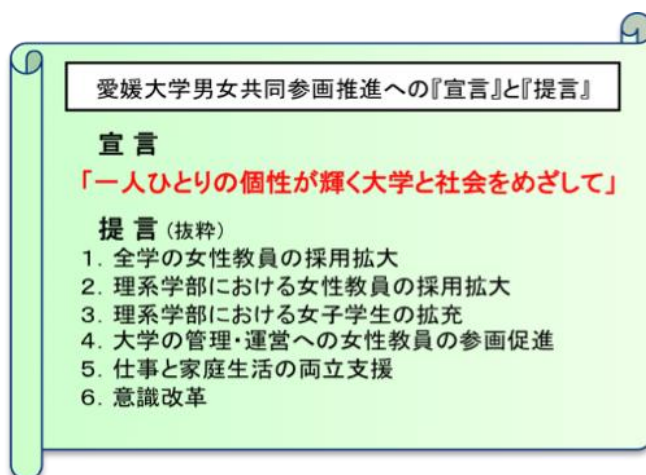 愛媛大学男女共同参画推進への『宣言』と『提言』
宣 言
「一人ひとりの個性が輝く大学と社会をめざして」
提 言（抜粋）
1．全学の女性教員の採用拡大
2．理系学部における女性教員の採用拡大
3．理系学部における女子学生の拡充
4．大学の管理・運営への女性教員の参画促進
5．仕事と家庭生活の両立支援
6．意識改革